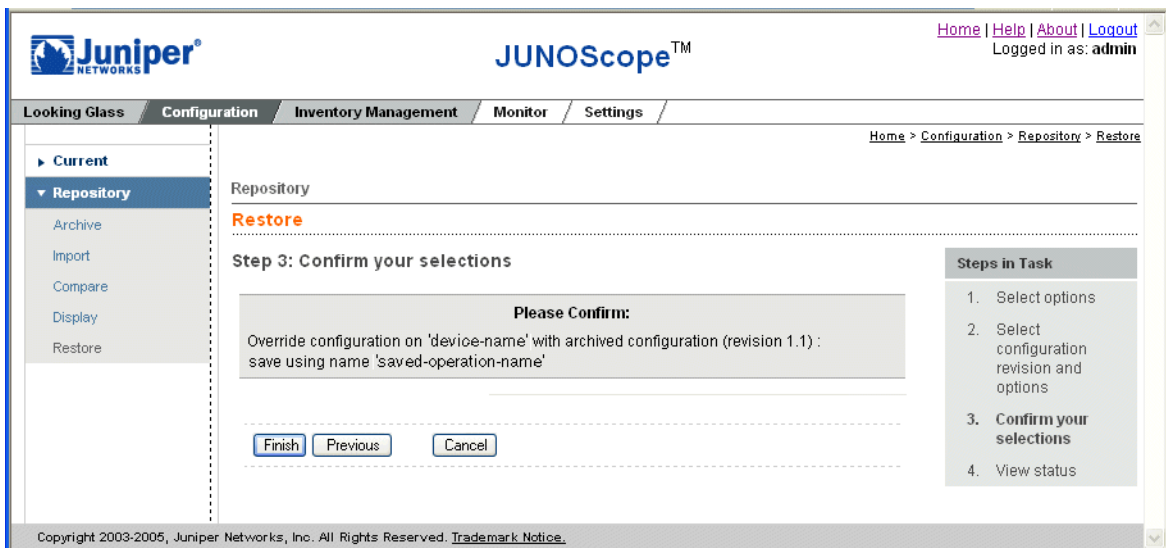 Juniper®
NETWORKS
JUNOScope™
Home | Help | About | Logout
Logged in as: admin
Looking Glass / Configuration / Inventory Management / Monitor / Settings /
Home > Configuration > Repository > Restore
Current
Repository
Archive
Import
Compare
Display
Restore
Repository
Restore
Step 3: Confirm your selections
Please Confirm:
Override configuration on 'device-name' with archived configuration (revision 1.1) :
save using name 'saved-operation-name'
Finish Previous Cancel
Steps in Task
1. Select options
2. Select
configuration
revision and
options
3. Confirm your
selections
4. View status
Copyright 2003-2005, Juniper Networks, Inc. All Rights Reserved. Trademark Notice.